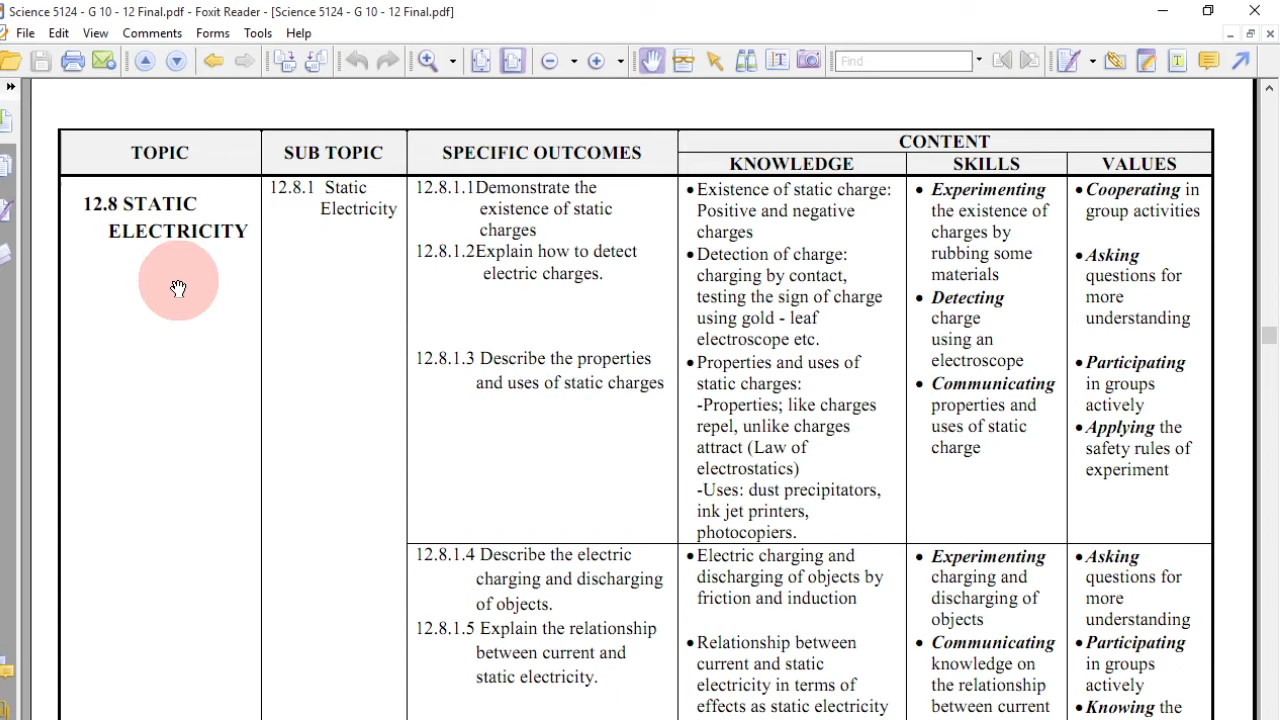 Science 5124 - G 10 - 12 Final.pdf - Foxit Reader - [Science 5124 - G 10 - 12 Final.pdf]
File Edit View Comments Forms Tools Help
Find
TOPIC
SUB TOPIC
SPECIFIC OUTCOMES
CONTENT
KNOWLEDGE
SKILLS
VALUES
12.8 STATIC
ELECTRICITY
12.8.1 Static
Electricity
12.8.1.1Demonstrate the
existence of static
charges
12.8.1.2Explain how to detect
electric charges.
12.8.1.3 Describe the properties
and uses of static charges
•Existence of static charge:
Positive and negative
charges
•Detection of charge:
charging by contact,
testing the sign of charge
using gold - leaf
electroscope etc.
•Properties and uses of
static charges:
-Properties; like charges
repel, unlike charges
attract (Law of
electrostatics)
-Uses: dust precipitators,
ink jet printers,
photocopiers.
• Experimenting
the existence of
charges by
rubbing some
materials
• Detecting
charge
using an
electroscope
• Communicating
properties and
uses of static
charge
•Cooperating in
group activities
•Asking
questions for
more
understanding
•Participating
in groups
actively
•Applying the
safety rules of
experiment
12.8.1.4 Describe the electric
charging and discharging
of objects.
12.8.1.5 Explain the relationship
between current and
static electricity.
•Electric charging and
discharging of objects by
friction and induction
•Relationship between
current and static
electricity in terms of
effects as static electricity
• Experimenting
charging and
discharging of
objects
• Communicating
knowledge on
the relationship
between current
•Asking
questions for
more
understanding
•Participating
in groups
actively
•Knowing the